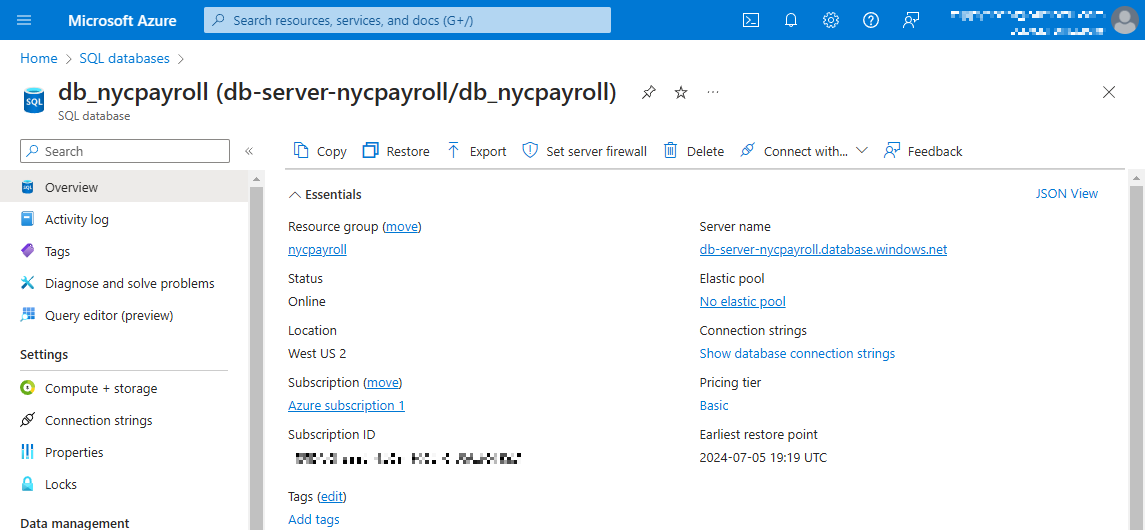 Microsoft Azure
Search resources, services, and docs (G+/)
Home > SQL databases >
SQL
db_nycpayroll (db-server-nycpayroll/db_nycpayroll)
SQL database
Search
«
Copy
Restore
Export
Set server firewall
Delete
Connect with...
Feedback
Overview
Activity log
Tags
Diagnose and solve problems
Query editor (preview)
Settings
Compute + storage
Connection strings
Properties
Locks
Data management
Essentials
JSON View
Resource group (move)
nycpayroll
Status
Online
Location
West US 2
Subscription (move)
Azure subscription 1
Subscription ID
Tags (edit)
Add tags
Server name
db-server-nycpayroll.database.windows.net
Elastic pool
No elastic pool
Connection strings
Show database connection strings
Pricing tier
Basic
Earliest restore point
2024-07-05 19:19 UTC